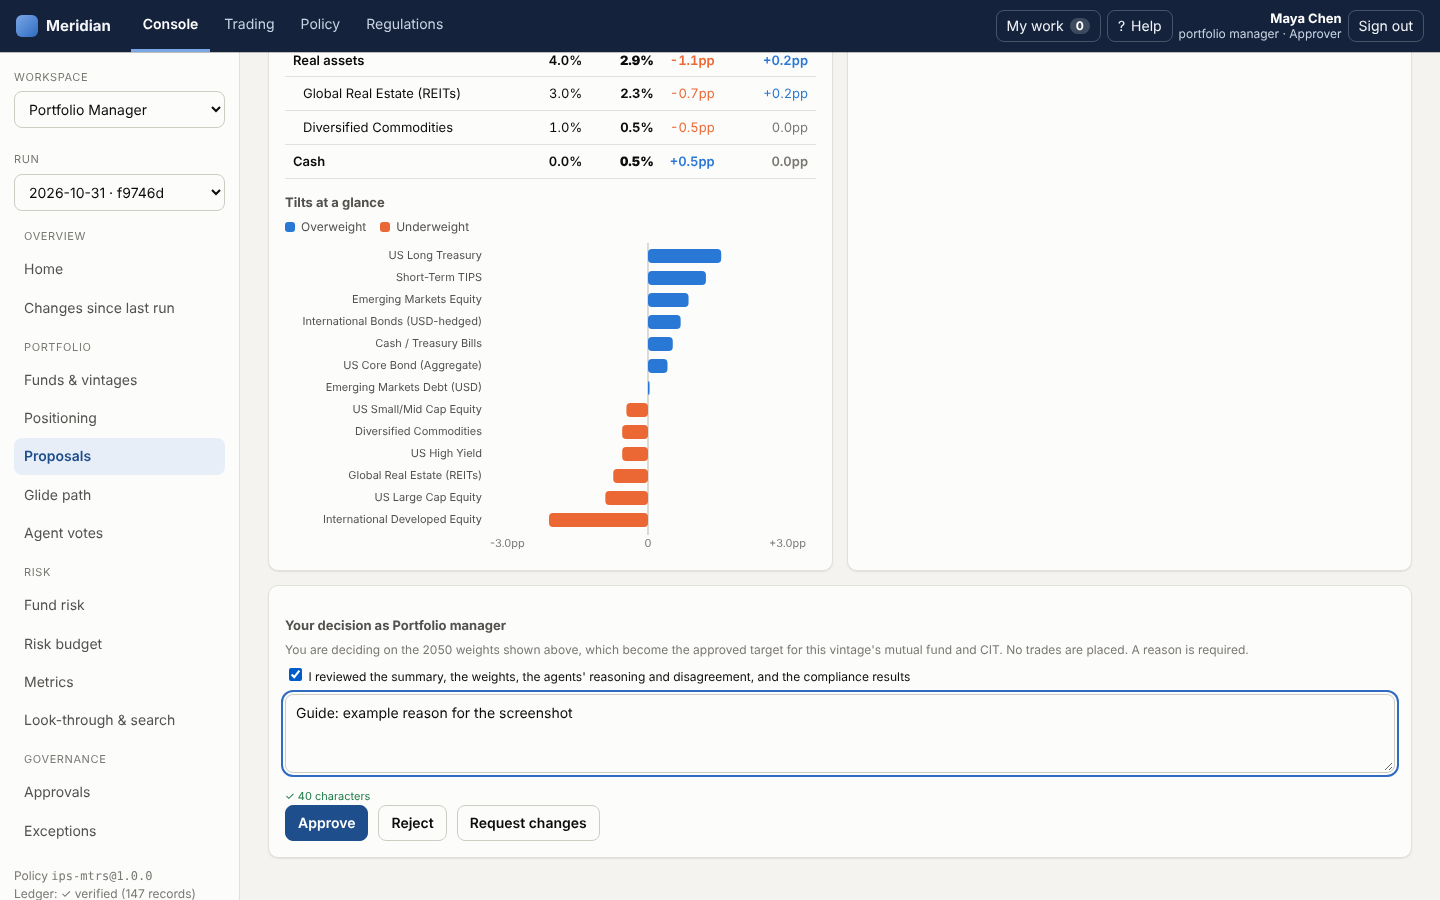 Meridian Console Trading Policy Regulations My work 0 ? Help Maya Chen Sign out
portfolio manager · Approver
WORKSPACE
Portfolio Manager
RUN
2026-10-31 · f9746d
OVERVIEW
Home
Changes since last run
PORTFOLIO
Funds & vintages
Positioning
Proposals
Glide path
Agent votes
RISK
Fund risk
Risk budget
Metrics
Look-through & search
GOVERNANCE
Approvals
Exceptions
Policy ips-mtrs@1.0.0
Ledger: ✓ verified (147 records)
Real assets 4.0% 2.9% -1.1pp +0.2pp
Global Real Estate (REITs) 3.0% 2.3% -0.7pp +0.2pp
Diversified Commodities 1.0% 0.5% -0.5pp 0.0pp
Cash 0.0% 0.5% +0.5pp 0.0pp
Tilts at a glance
Overweight Underweight
US Long Treasury
Short-Term TIPS
Emerging Markets Equity
International Bonds (USD-hedged)
Cash / Treasury Bills
US Core Bond (Aggregate)
Emerging Markets Debt (USD)
US Small/Mid Cap Equity
Diversified Commodities
US High Yield
Global Real Estate (REITs)
US Large Cap Equity
International Developed Equity
-3.0pp 0 +3.0pp
Your decision as Portfolio manager
You are deciding on the 2050 weights shown above, which become the approved target for this vintage's mutual fund and CIT. No trades are placed. A reason is required.
I reviewed the summary, the weights, the agents' reasoning and disagreement, and the compliance results
Guide: example reason for the screenshot
✓ 40 characters
Approve Reject Request changes